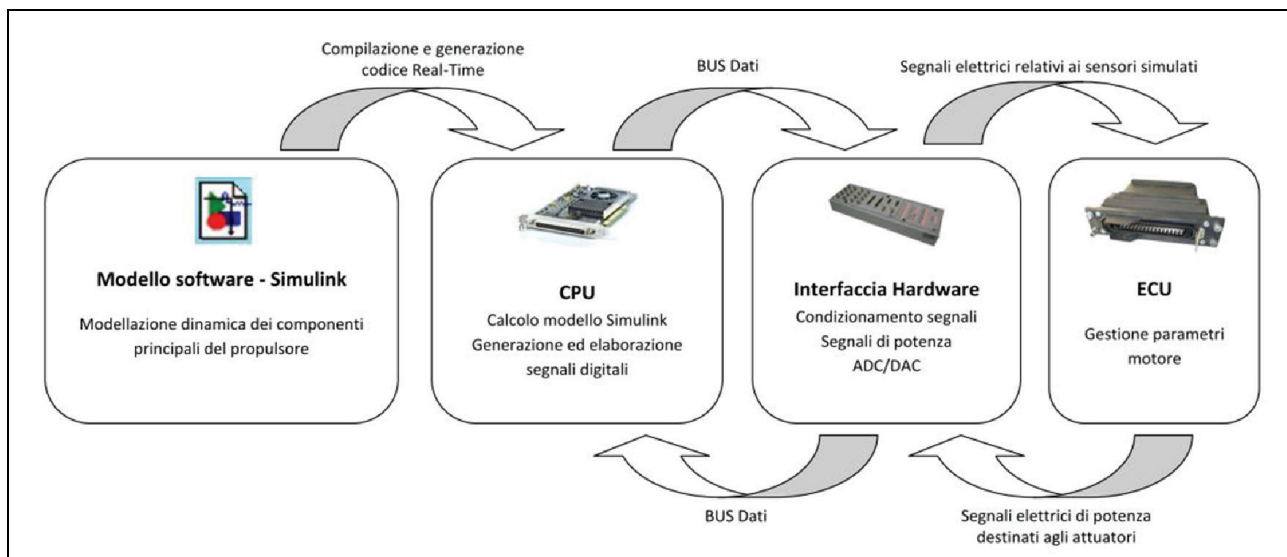 Compilazione e generazione
codice Real-Time
BUS Dati
Segnali elettrici relativi ai sensori simulati
Modello software - Simulink
Modellazione dinamica dei componenti
principali del propulsore
CPU
Calcolo modello Simulink
Generazione ed elaborazione
segnali digitali
Interfaccia Hardware
Condizionamento segnali
Segnali di potenza
ADC/DAC
ECU
Gestione parametri
motore
BUS Dati
Segnali elettrici di potenza
destinati agli attuatori